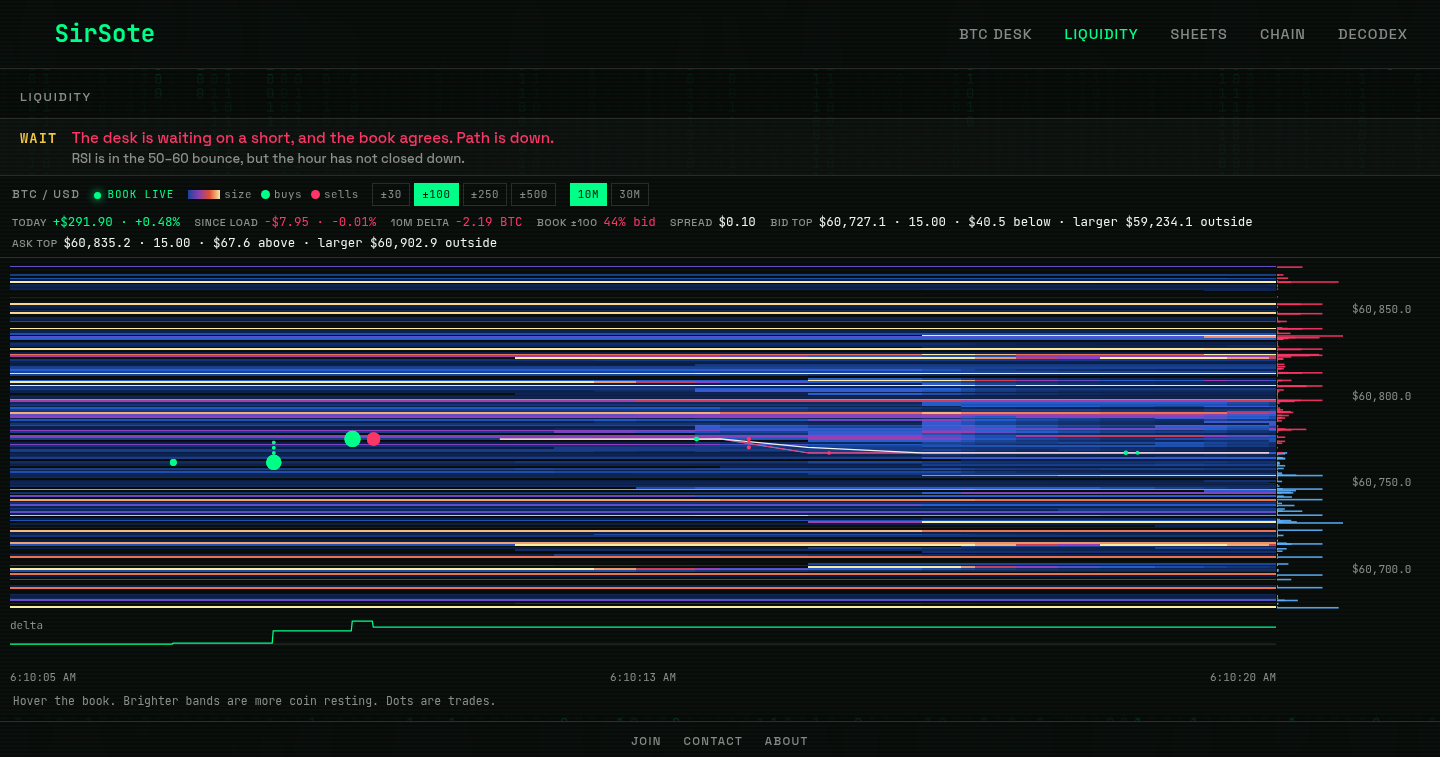 SirSote
BTC DESK LIQUIDITY SHEETS CHAIN DECODEX
LIQUIDITY
WAIT The desk is waiting on a short, and the book agrees. Path is down.
RSI is in the 50–60 bounce, but the hour has not closed down.
BTC / USD BOOK LIVE size buys sells ±30 ±100 ±250 ±500 10M 30M
TODAY +$291.90 · +0.48% SINCE LOAD -$7.95 · -0.01% 10M DELTA -2.19 BTC BOOK ±100 44% bid SPREAD $0.10 BID TOP $60,727.1 · 15.00 · $40.5 below · larger $59,234.1 outside
ASK TOP $60,835.2 · 15.00 · $67.6 above · larger $60,902.9 outside
$60,850.0
$60,800.0
$60,750.0
$60,700.0
delta
6:10:05 AM 6:10:13 AM 6:10:20 AM
Hover the book. Brighter bands are more coin resting. Dots are trades.
JOIN CONTACT ABOUT